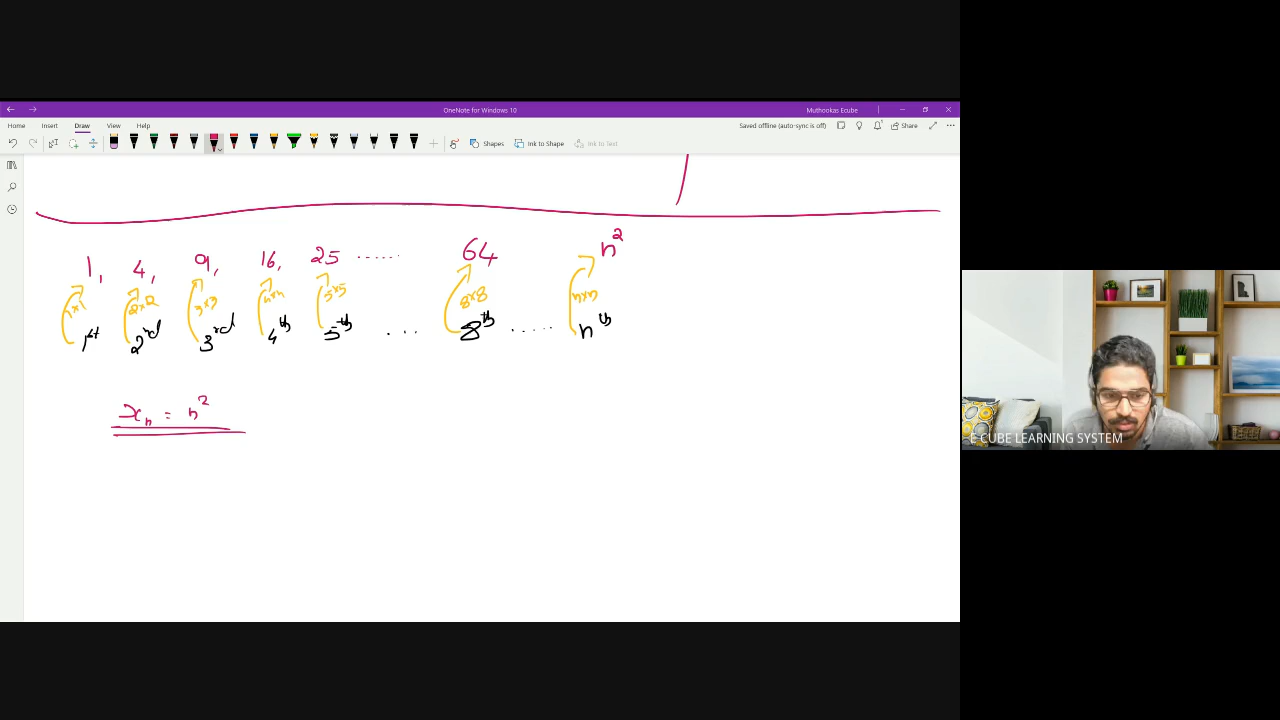 OneNote for Windows 10
Muthookas Ecube
Home Insert Draw View Help
Saved offline (auto-sync is off)
Share
Shapes
Ink to Shape
Ink to Text
1, 4, 9, 16, 25 ...... 64 n²
1×1 2×2 3×3 4×4 5×5 8×8 n×n
1st 2nd 3rd 4th 5th ... 8th ..... nth
xₙ = n²
E CUBE LEARNING SYSTEM